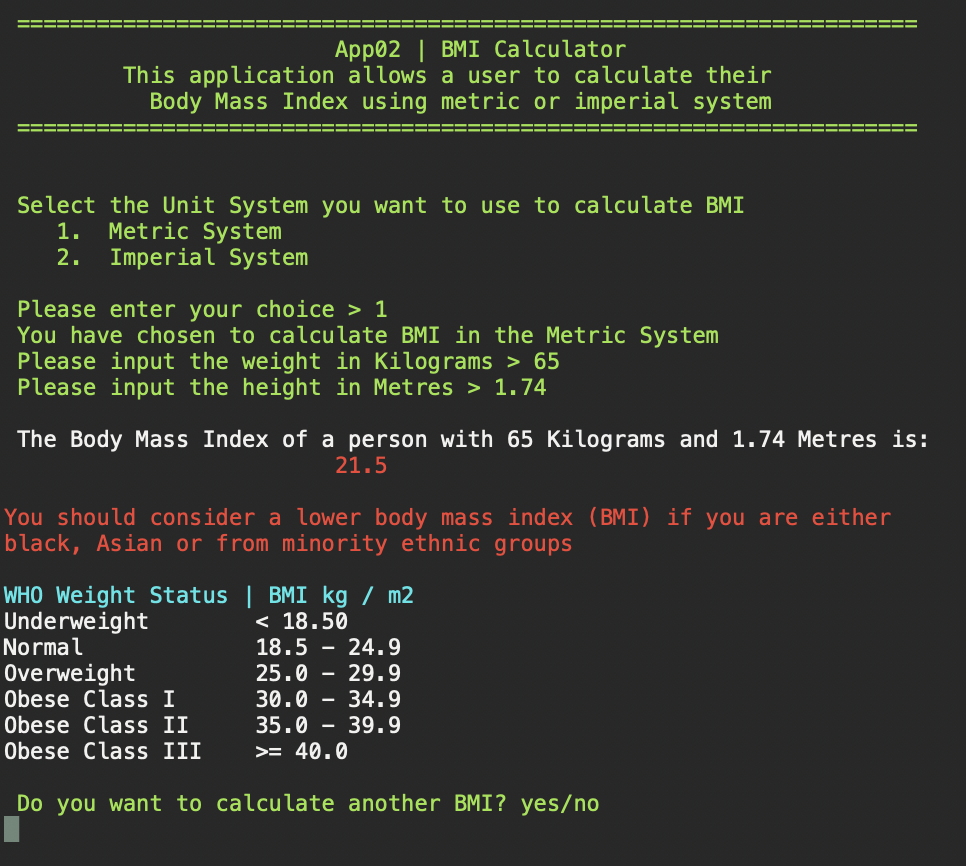 ====================================================================
App02 | BMI Calculator
This application allows a user to calculate their
Body Mass Index using metric or imperial system
====================================================================
Select the Unit System you want to use to calculate BMI
1. Metric System
2. Imperial System
Please enter your choice > 1
You have chosen to calculate BMI in the Metric System
Please input the weight in Kilograms > 65
Please input the height in Metres > 1.74
The Body Mass Index of a person with 65 Kilograms and 1.74 Metres is:
21.5
You should consider a lower body mass index (BMI) if you are either
black, Asian or from minority ethnic groups
WHO Weight Status | BMI kg / m2
Underweight < 18.50
Normal 18.5 – 24.9
Overweight 25.0 – 29.9
Obese Class I 30.0 – 34.9
Obese Class II 35.0 – 39.9
Obese Class III >= 40.0
Do you want to calculate another BMI? yes/no